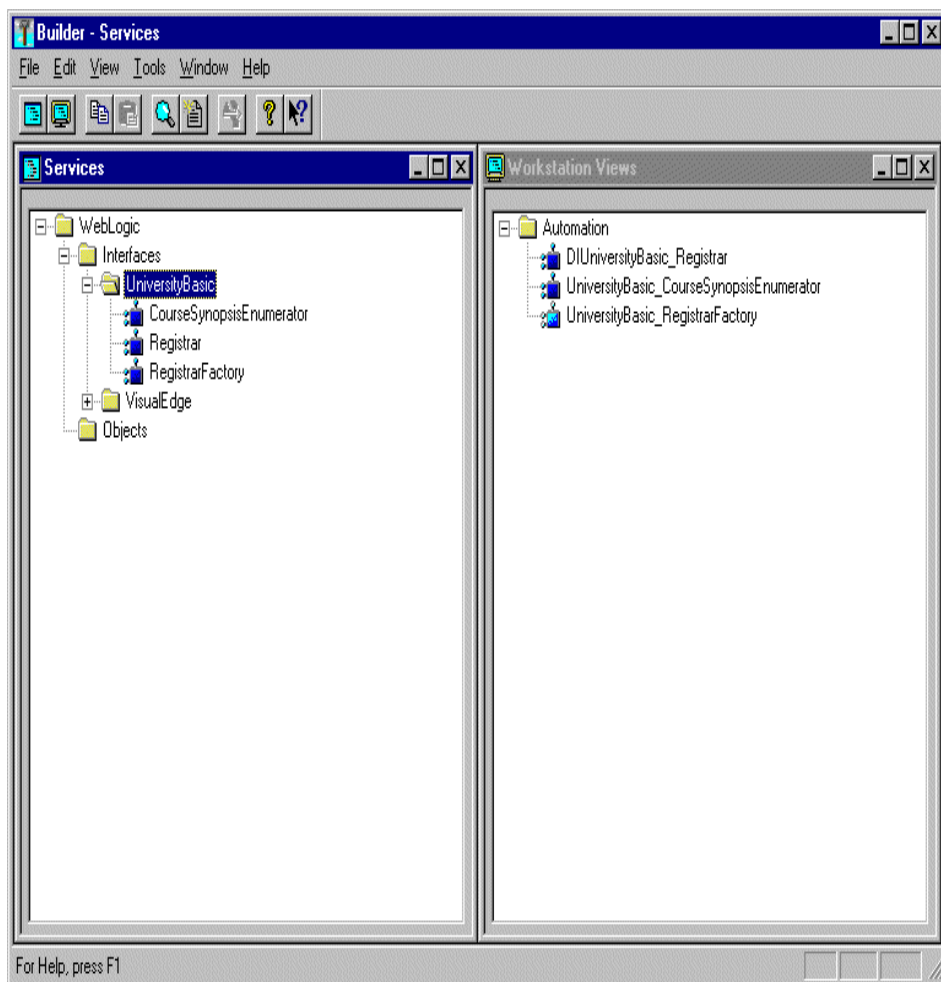 Builder - Services
File Edit View Tools Window Help
Services
WebLogic
Interfaces
UniversityBasic
CourseSynopsisEnumerator
Registrar
RegistrarFactory
VisualEdge
Objects
Workstation Views
Automation
DIUniversityBasic_Registrar
UniversityBasic_CourseSynopsisEnumerator
UniversityBasic_RegistrarFactory
For Help, press F1